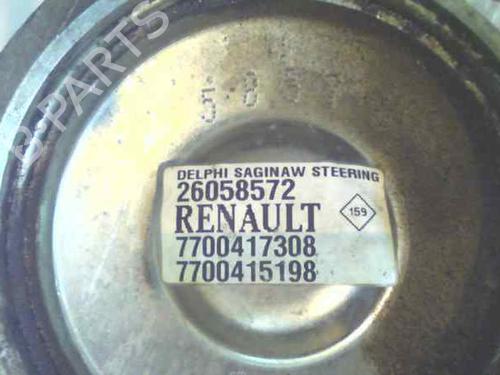 B-PARTS
DELPHI SAGINAW STEERING
26058572
RENAULT
159
7700417308
7700415198